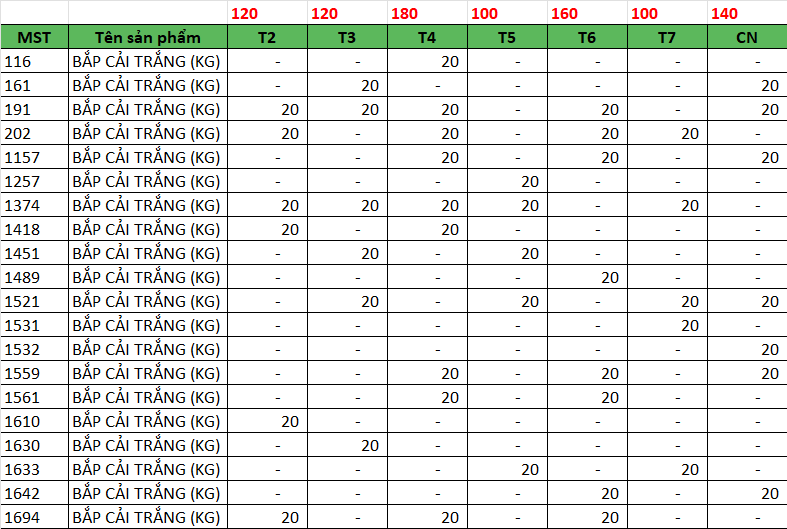 120 120 180 100 160 100 140
MST Tên sản phẩm T2 T3 T4 T5 T6 T7 CN
116 BẮP CẢI TRẮNG (KG) - - 20 - - - -
161 BẮP CẢI TRẮNG (KG) - 20 - - - - 20
191 BẮP CẢI TRẮNG (KG) 20 20 20 - 20 - 20
202 BẮP CẢI TRẮNG (KG) 20 - 20 - 20 20 -
1157 BẮP CẢI TRẮNG (KG) - - 20 - 20 - 20
1257 BẮP CẢI TRẮNG (KG) - - - 20 - - -
1374 BẮP CẢI TRẮNG (KG) 20 20 20 20 - 20 -
1418 BẮP CẢI TRẮNG (KG) 20 - 20 - - - -
1451 BẮP CẢI TRẮNG (KG) - 20 - 20 - - -
1489 BẮP CẢI TRẮNG (KG) - - - - 20 - -
1521 BẮP CẢI TRẮNG (KG) - 20 - 20 - 20 20
1531 BẮP CẢI TRẮNG (KG) - - - - - 20 -
1532 BẮP CẢI TRẮNG (KG) - - - - - - 20
1559 BẮP CẢI TRẮNG (KG) - - 20 - 20 - 20
1561 BẮP CẢI TRẮNG (KG) - - 20 - 20 - -
1610 BẮP CẢI TRẮNG (KG) 20 - - - - - -
1630 BẮP CẢI TRẮNG (KG) - 20 - - - - -
1633 BẮP CẢI TRẮNG (KG) - - - 20 - 20 -
1642 BẮP CẢI TRẮNG (KG) - - - - 20 - 20
1694 BẮP CẢI TRẮNG (KG) 20 - 20 - 20 - -